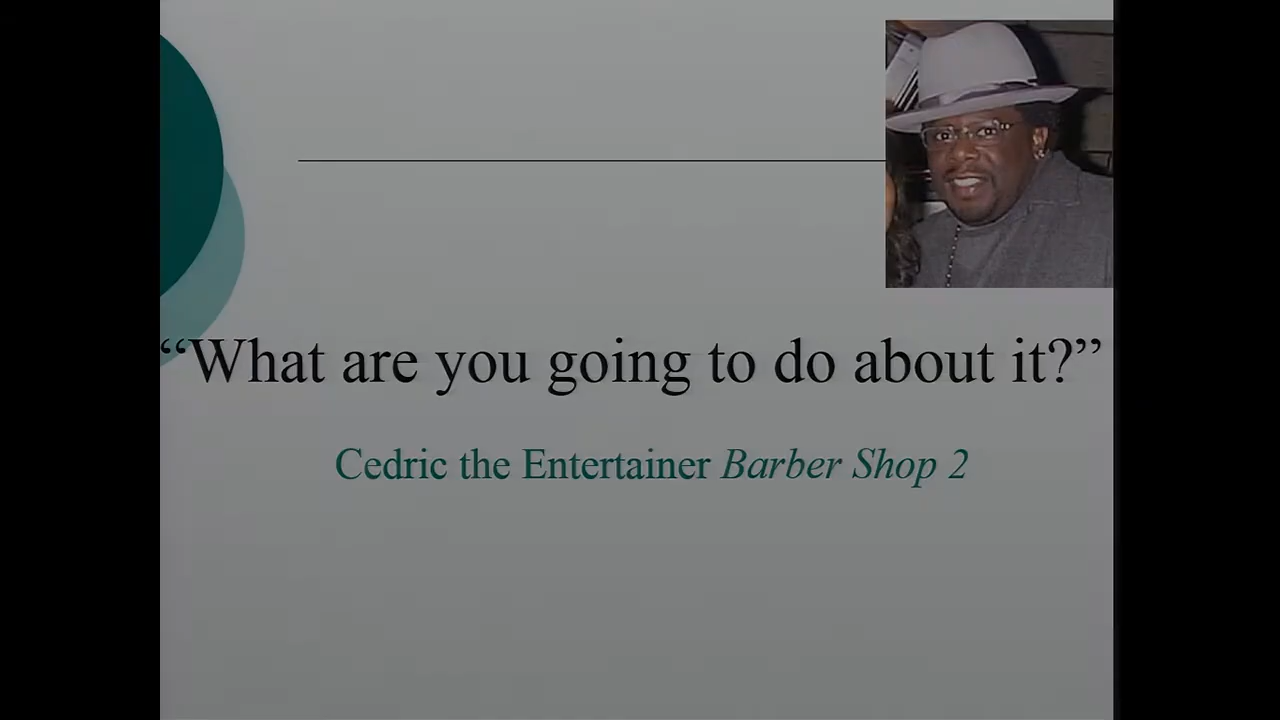 “What are you going to do about it?”
Cedric the Entertainer Barber Shop 2